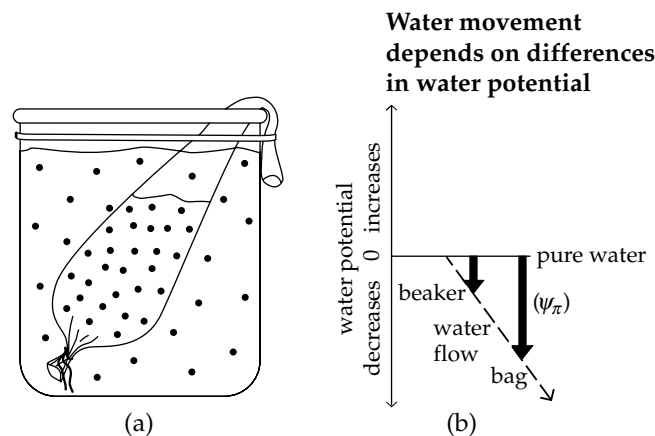 Water movement
depends on differences
in water potential
water potential
decreases 0 increases
pure water
beaker
(ψπ)
water
flow
bag
(a)
(b)